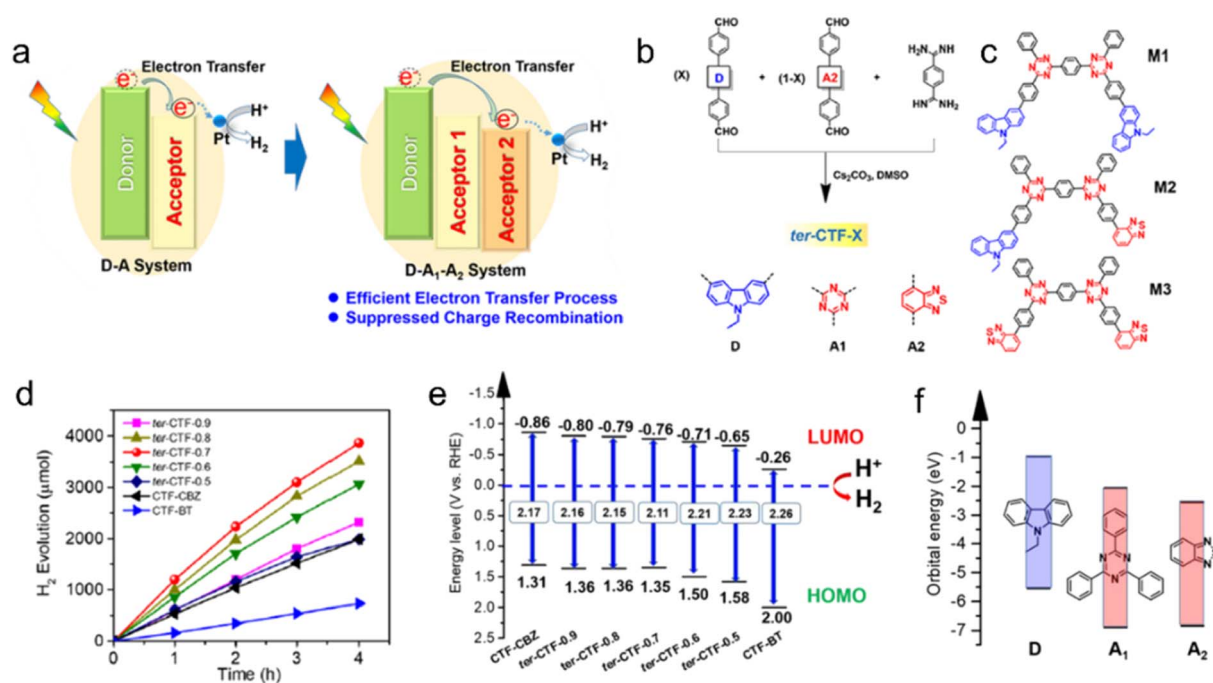 a
e⁻
Electron Transfer
e⁻
H⁺
Pt
H₂
Donor
Acceptor
D-A System
e⁻
Electron Transfer
e⁻
H⁺
Pt
H₂
Donor
Acceptor 1
Acceptor 2
D-A₁-A₂ System
Efficient Electron Transfer Process
Suppressed Charge Recombination
b
CHO
CHO
(X)
D
+
(1-X)
A2
+
H₂N
NH
HN
NH₂
CHO
CHO
Cs₂CO₃, DMSO
ter-CTF-X
N
D
N
N
N
A1
N
S
N
A2
c
M1
M2
M3
d
H₂ Evolution (μmol)
4000
3000
2000
1000
0
ter-CTF-0.9
ter-CTF-0.8
ter-CTF-0.7
ter-CTF-0.6
ter-CTF-0.5
CTF-CBZ
CTF-BT
0 1 2 3 4
Time (h)
e
Energy level (V vs. RHE)
-1.5
-1.0
-0.5
0.0
0.5
1.0
1.5
2.0
2.5
-0.86 -0.80 -0.79 -0.76 -0.71 -0.65 -0.26
LUMO
H⁺
H₂
2.17 2.16 2.15 2.11 2.21 2.23 2.26
1.31 1.36 1.36 1.35 1.50 1.58 2.00
HOMO
CTF-CBZ ter-CTF-0.9 ter-CTF-0.8 ter-CTF-0.7 ter-CTF-0.6 ter-CTF-0.5 CTF-BT
f
Orbital energy (eV)
0
-1
-2
-3
-4
-5
-6
-7
N
N
N
N
N
N
D A₁ A₂